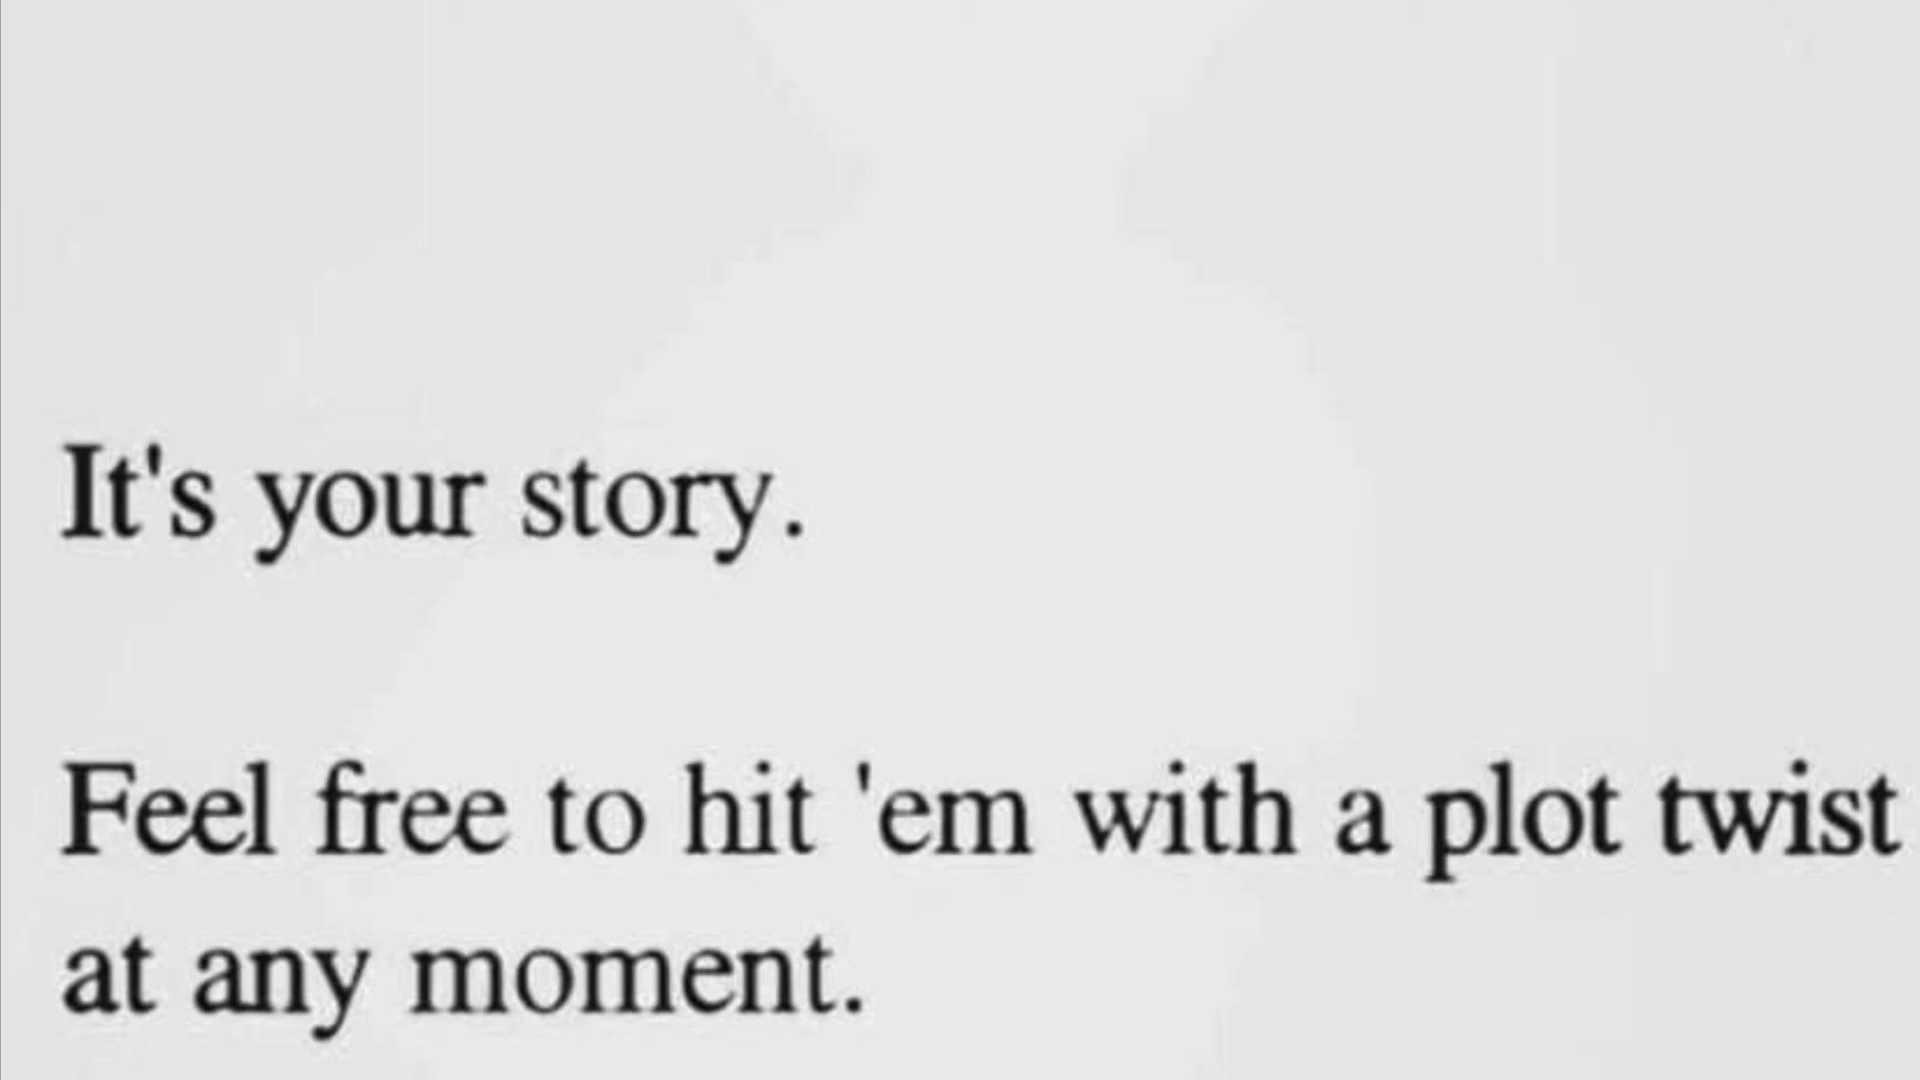 It's your story.
Feel free to hit 'em with a plot twist
at any moment.